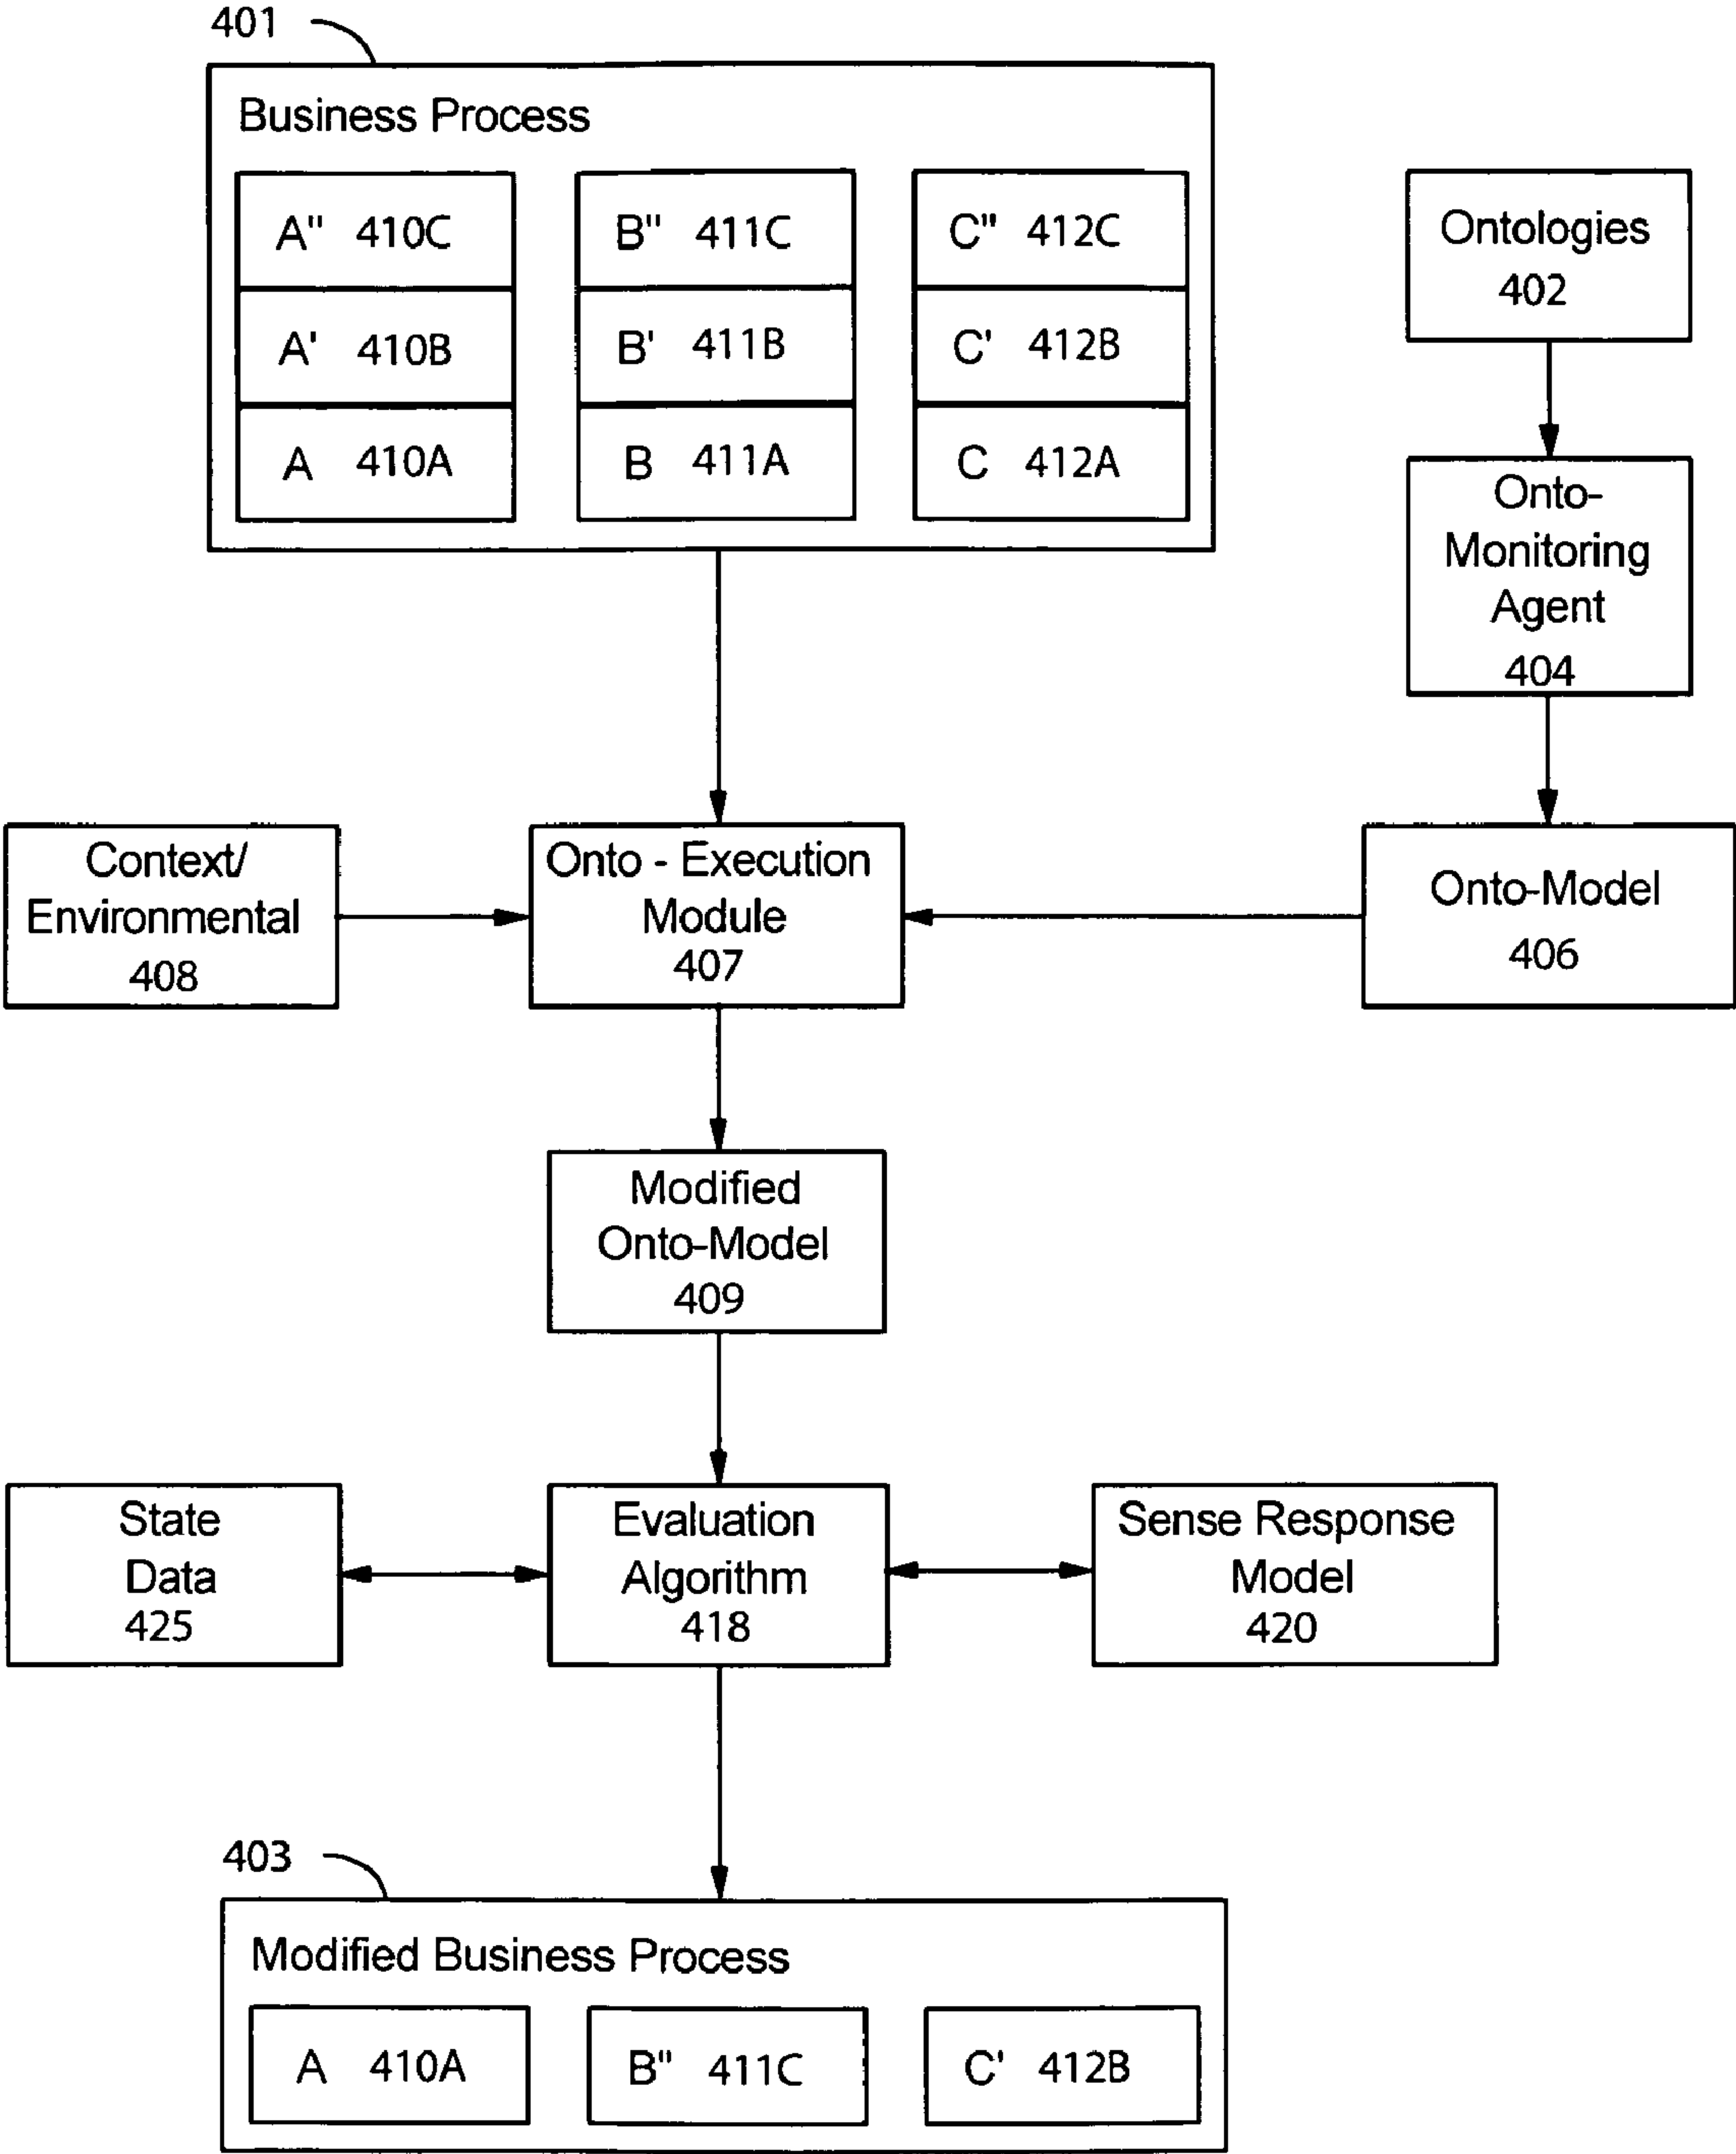 401
Business Process
A" 410C
B" 411C
C" 412C
A' 410B
B' 411B
C' 412B
A 410A
B 411A
C 412A
Ontologies
402
Onto-
Monitoring
Agent
404
Context/
Environmental
408
Onto - Execution
Module
407
Onto-Model
406
Modified
Onto-Model
409
State
Data
425
Evaluation
Algorithm
418
Sense Response
Model
420
403
Modified Business Process
A 410A
B" 411C
C' 412B